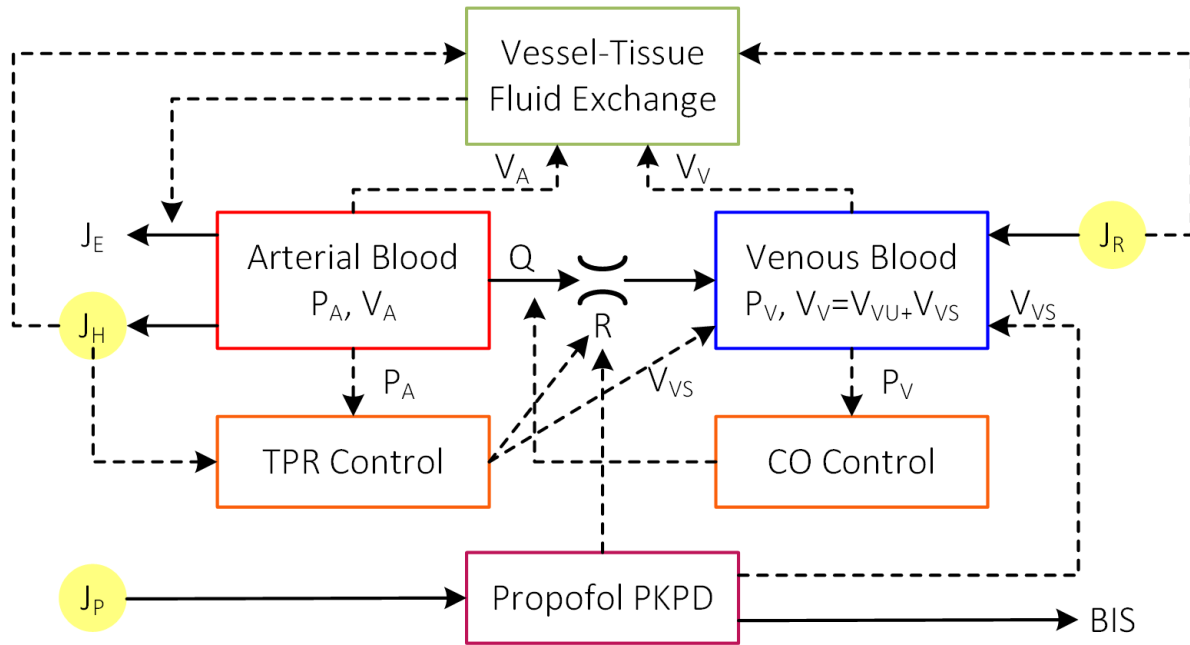 Vessel-Tissue
Fluid Exchange
V_A
V_V
J_E
Arterial Blood
P_A, V_A
Q
Venous Blood
P_V, V_V=V_VU+V_VS
J_R
J_H
R
V_VS
P_A
V_VS
P_V
TPR Control
CO Control
J_P
Propofol PKPD
BIS